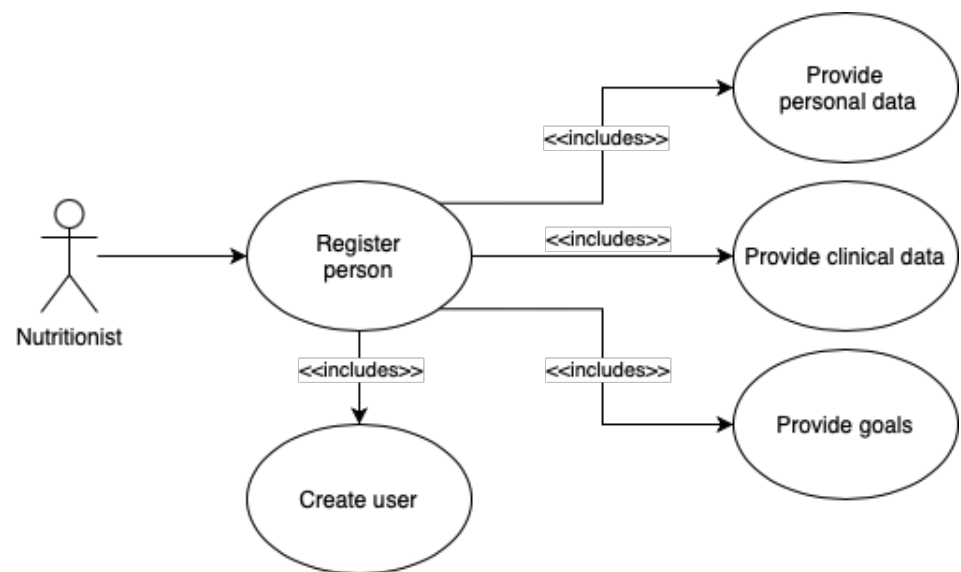 Provide
personal data
<<includes>>
Register
person
<<includes>>
Provide clinical data
Nutritionist
<<includes>>
<<includes>>
Provide goals
Create user